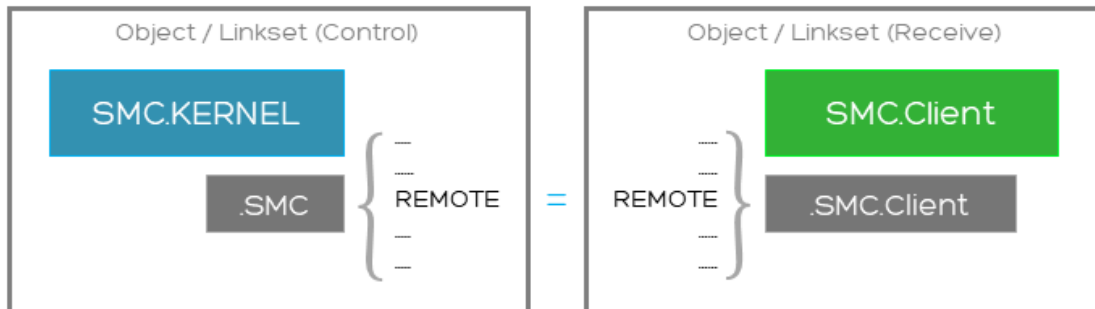 Object / Linkset (Control)
SMC.KERNEL
.SMC
REMOTE
=
Object / Linkset (Receive)
SMC.Client
REMOTE
.SMC.Client